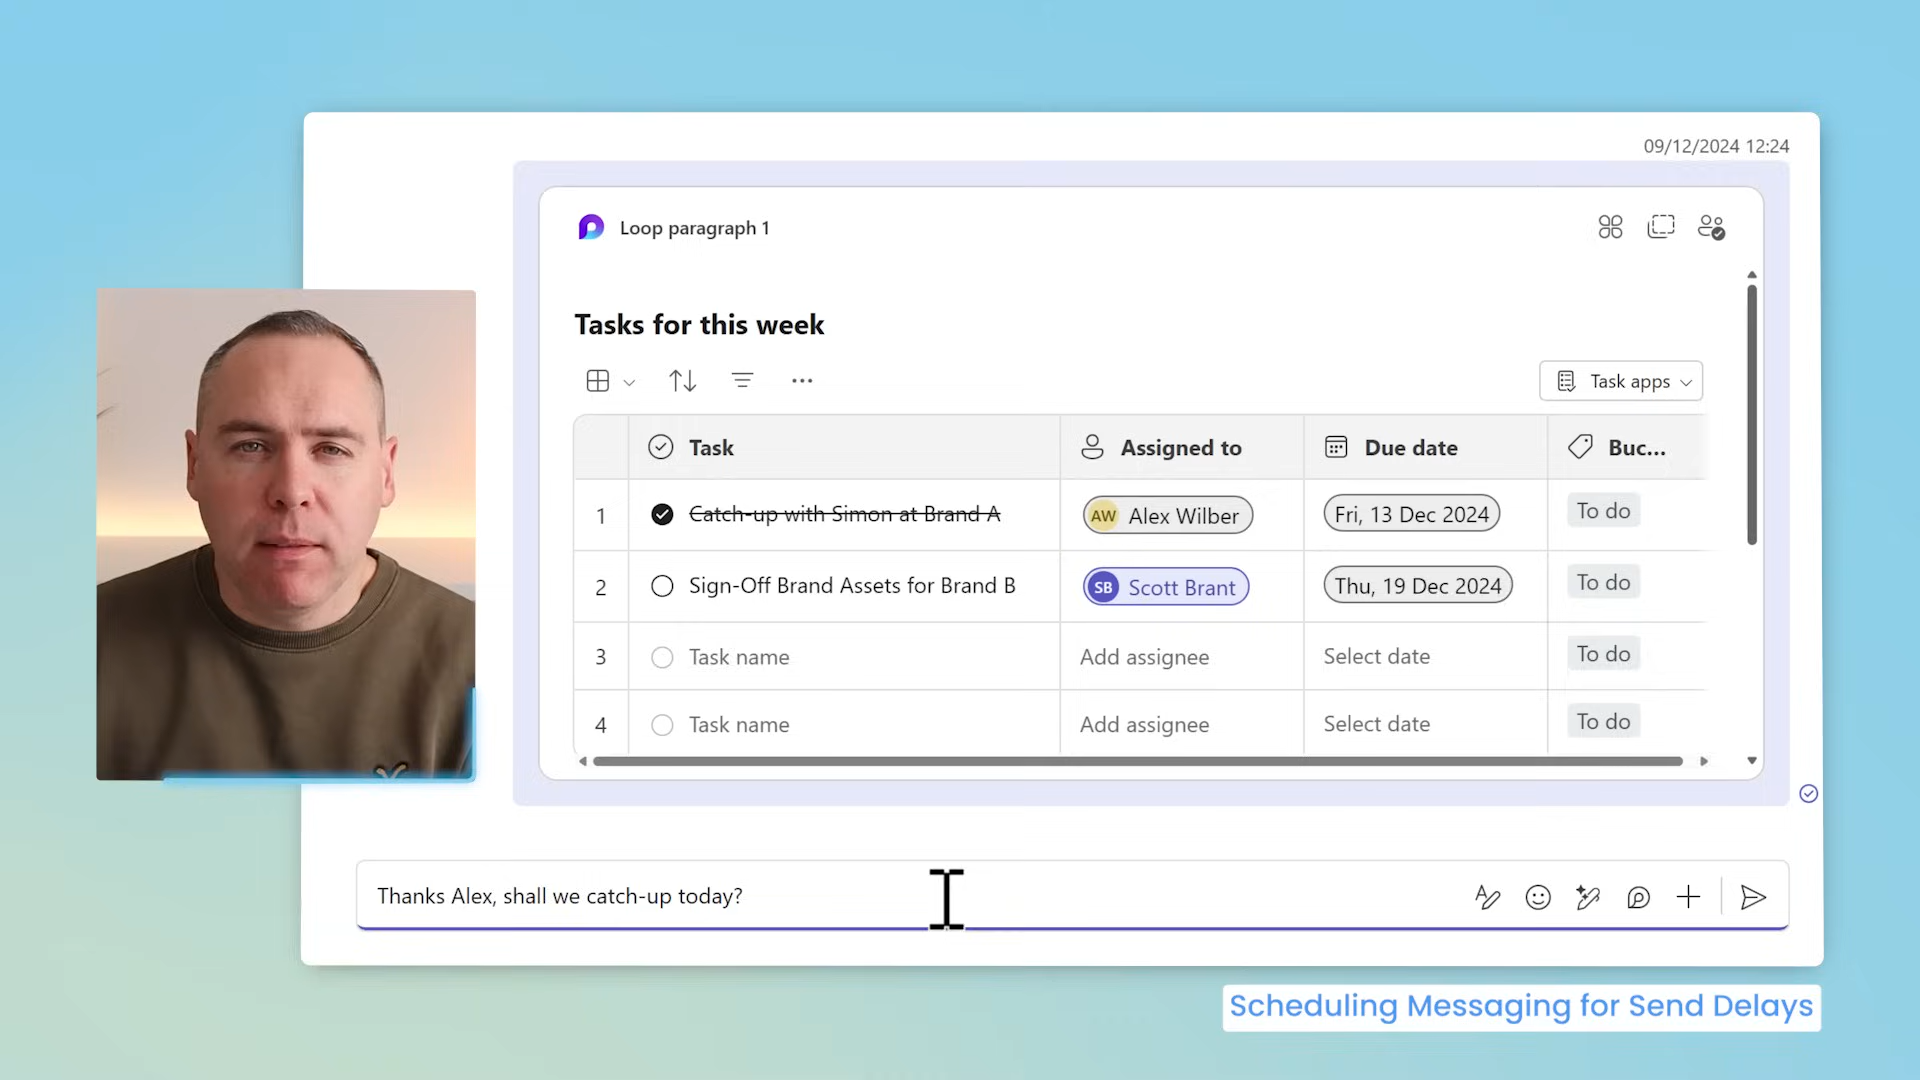 09/12/2024 12:24
Loop paragraph 1
Tasks for this week
Task apps
Task Assigned to Due date Buc...
1 Catch-up with Simon at Brand A AW Alex Wilber Fri, 13 Dec 2024 To do
2 Sign-Off Brand Assets for Brand B SB Scott Brant Thu, 19 Dec 2024 To do
3 Task name Add assignee Select date To do
4 Task name Add assignee Select date To do
Thanks Alex, shall we catch-up today?
Scheduling Messaging for Send Delays